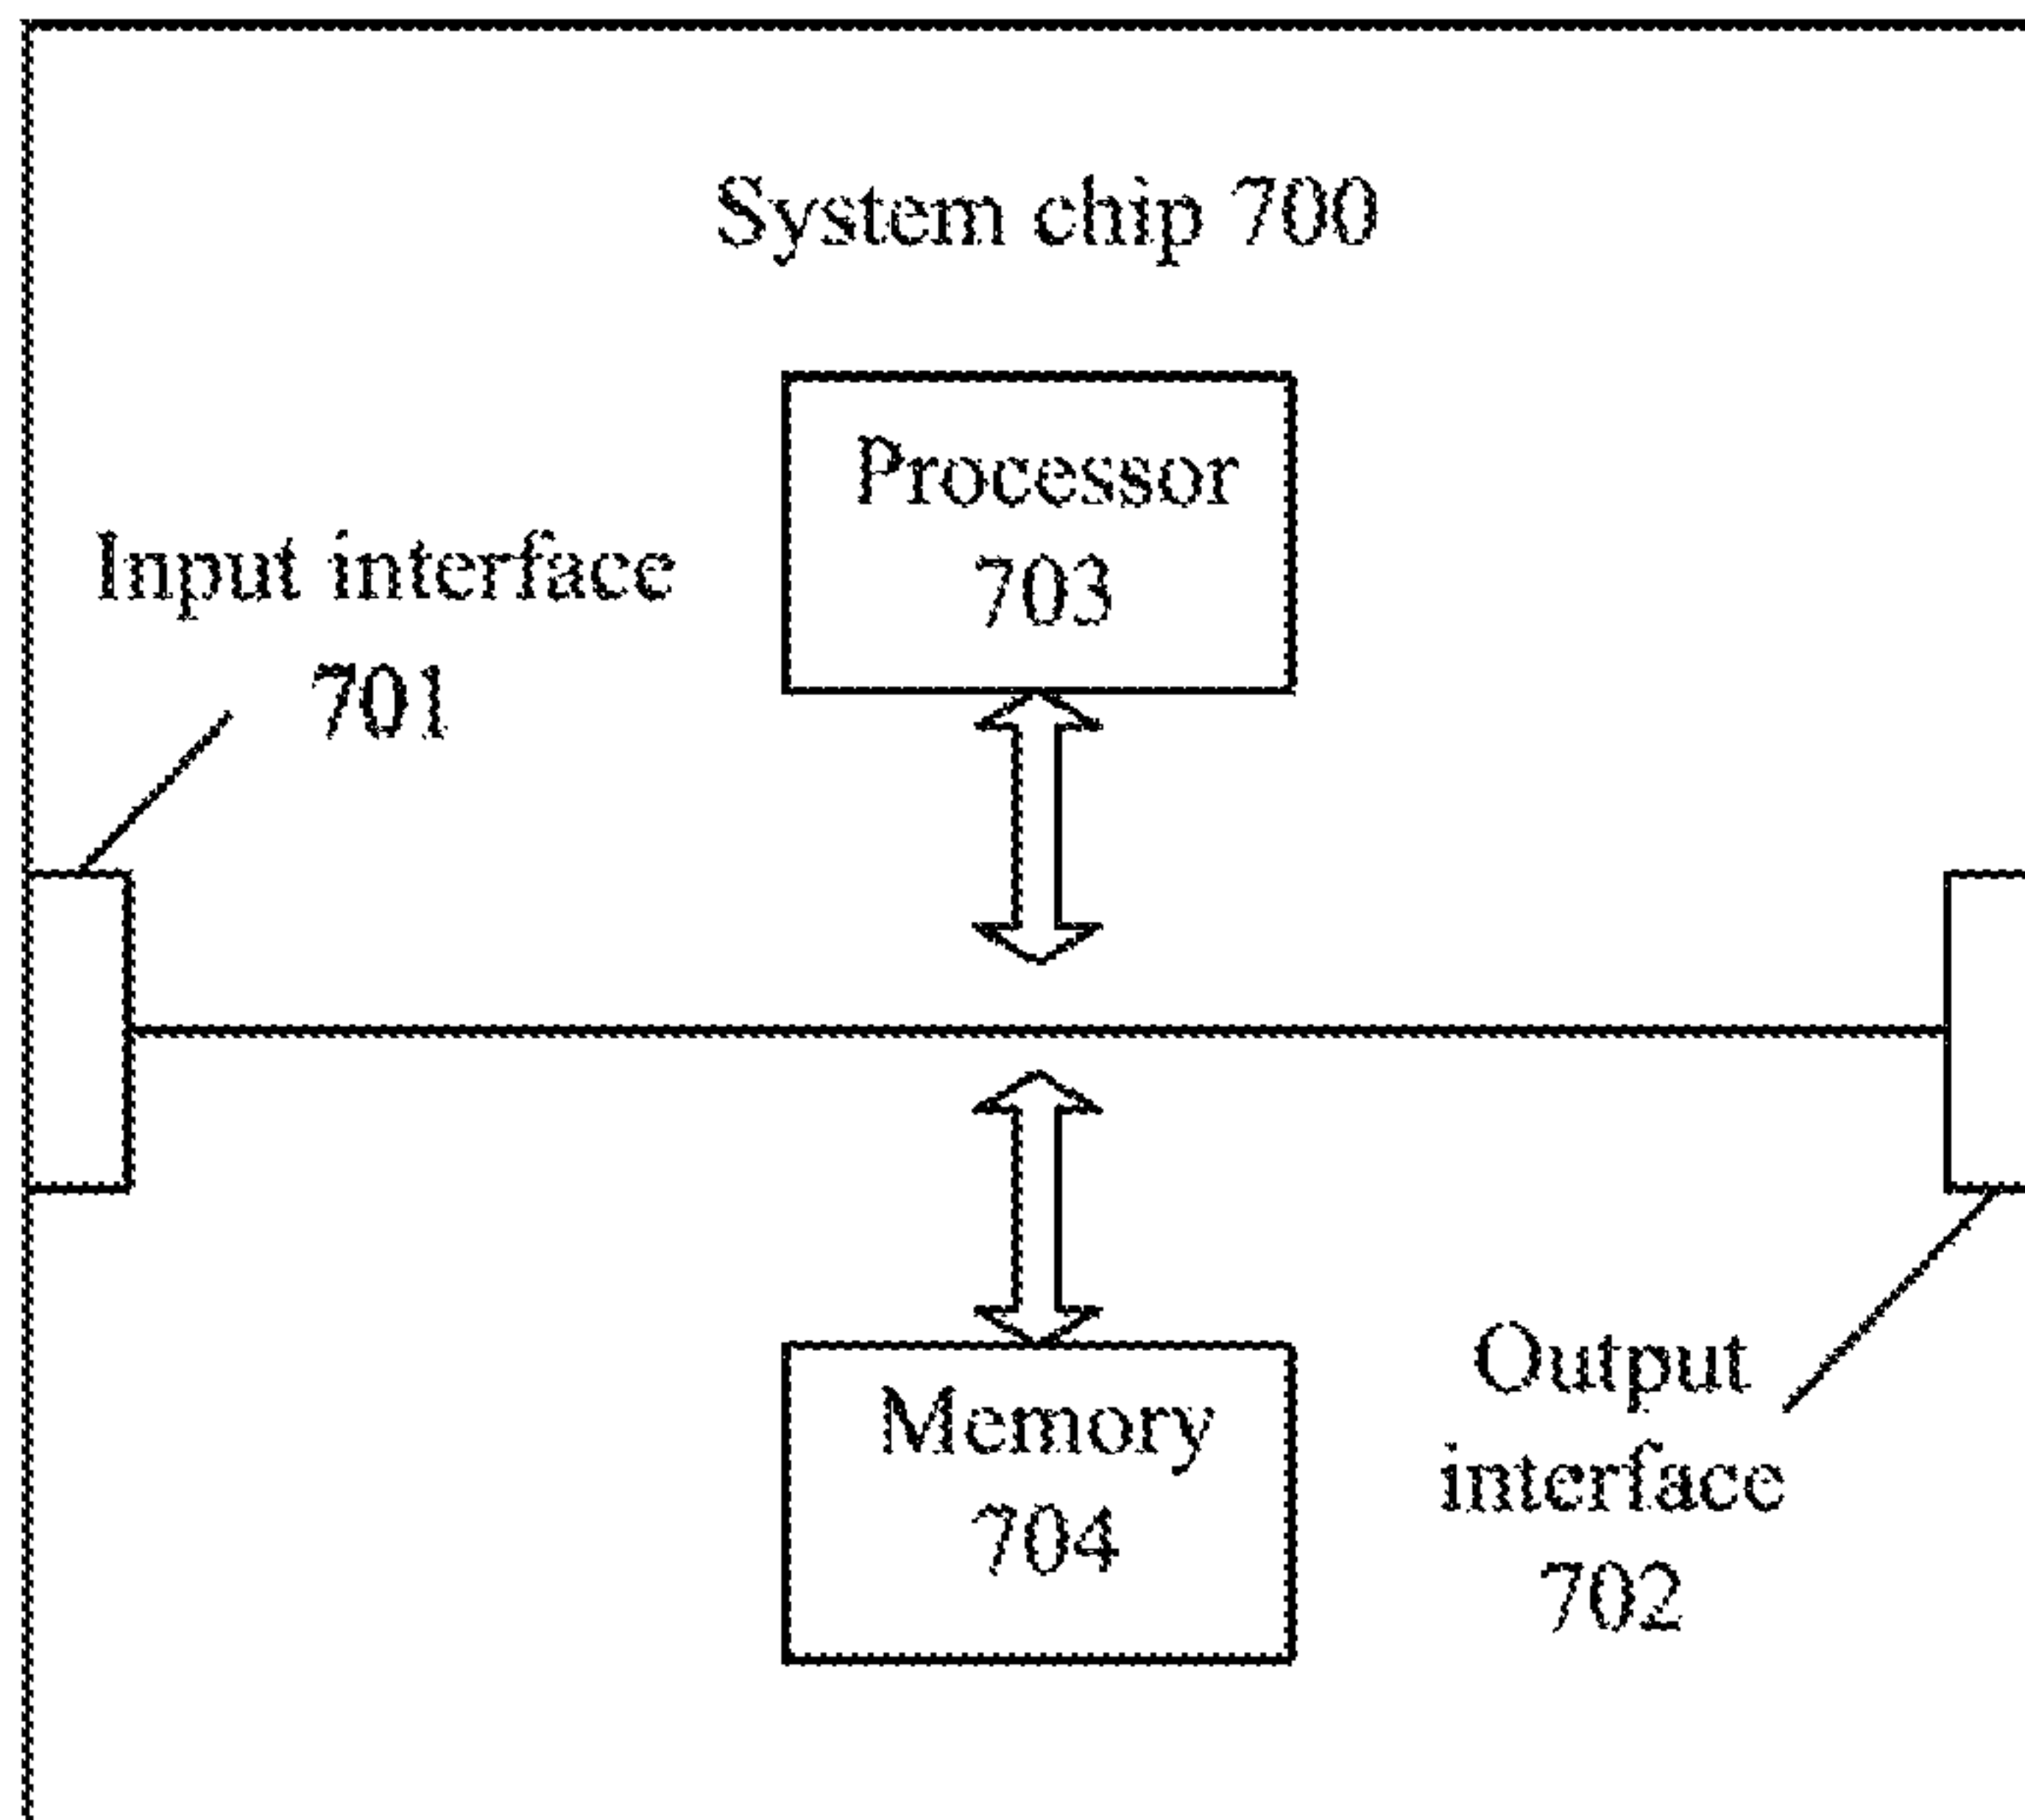 System chip 700
Processor
703
Input interface
701
Memory
704
Output
interface
702